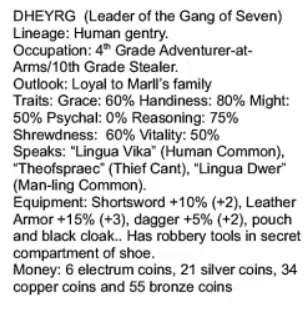 DHEYRG  (Leader of the Gang of Seven)
Lineage: Human gentry.
Occupation: 4th Grade Adventurer-at-
Arms/10th Grade Stealer.
Outlook: Loyal to Marll's family
Traits: Grace: 60% Handiness: 80% Might:
50% Psychal: 0% Reasoning: 75%
Shrewdness:  60% Vitality: 50%
Speaks: "Lingua Vika" (Human Common),
"Theofspraec" (Thief Cant), "Lingua Dwer"
(Man-ling Common).
Equipment: Shortsword +10% (+2), Leather
Armor +15% (+3), dagger +5% (+2), pouch
and black cloak.. Has robbery tools in secret
compartment of shoe.
Money: 6 electrum coins, 21 silver coins, 34
copper coins and 55 bronze coins